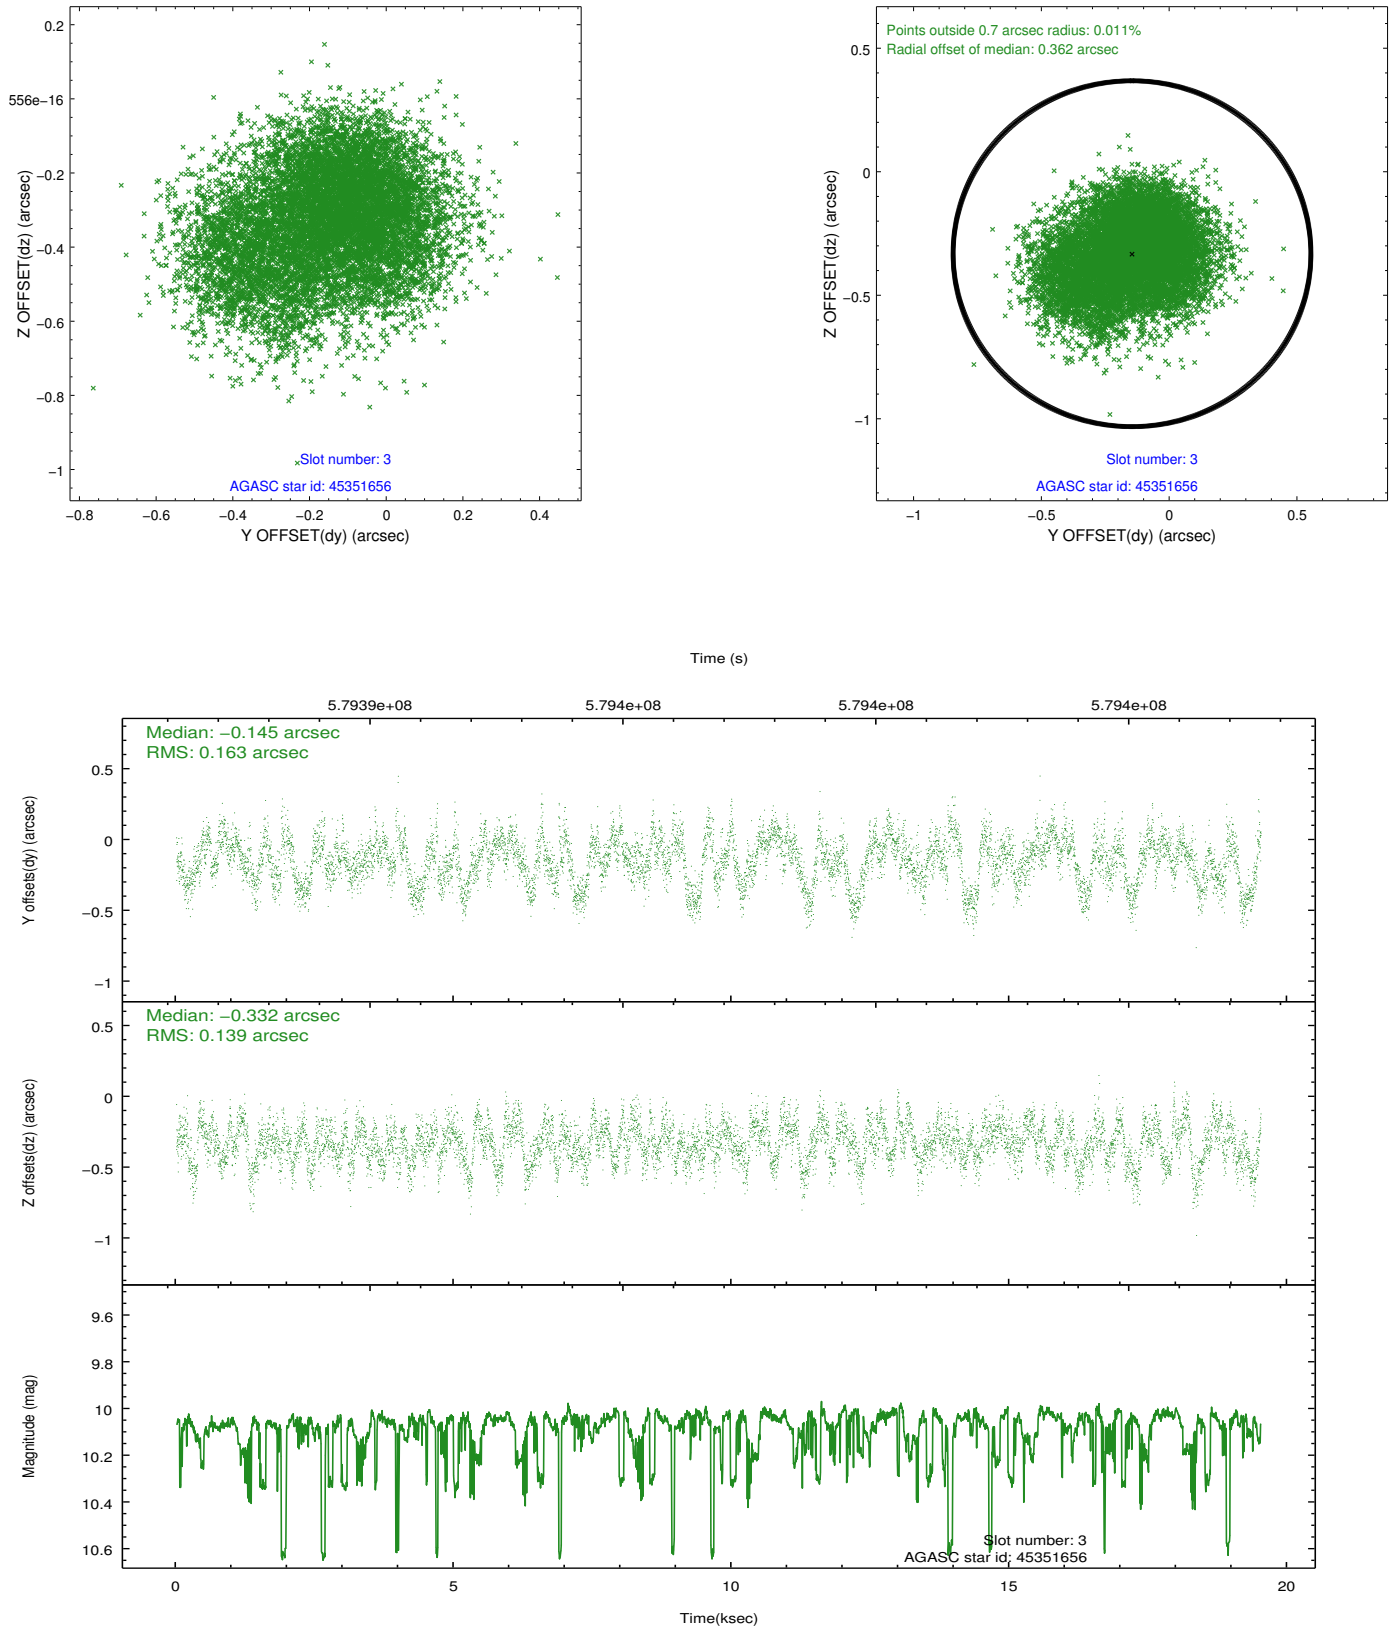 0.2
556e−16
−0.2
−0.4
−0.6
−0.8
−1
Z OFFSET(dz) (arcsec)
Slot number: 3
AGASC star id: 45351656
−0.8 −0.6 −0.4 −0.2 0 0.2 0.4
Y OFFSET(dy) (arcsec)
Points outside 0.7 arcsec radius: 0.011%
Radial offset of median: 0.362 arcsec
0.5
0
−0.5
−1
Z OFFSET(dz) (arcsec)
Slot number: 3
AGASC star id: 45351656
−1 −0.5 0 0.5
Y OFFSET(dy) (arcsec)
Time (s)
5.7939e+08 5.794e+08 5.794e+08 5.794e+08
Median: −0.145 arcsec
RMS: 0.163 arcsec
0.5
0
−0.5
−1
Y offsets(dy) (arcsec)
Median: −0.332 arcsec
RMS: 0.139 arcsec
0.5
0
−0.5
−1
Z offsets(dz) (arcsec)
9.6
9.8
10
10.2
10.4
10.6
Magnitude (mag)
Slot number: 3
AGASC star id: 45351656
0 5 10 15 20
Time(ksec)